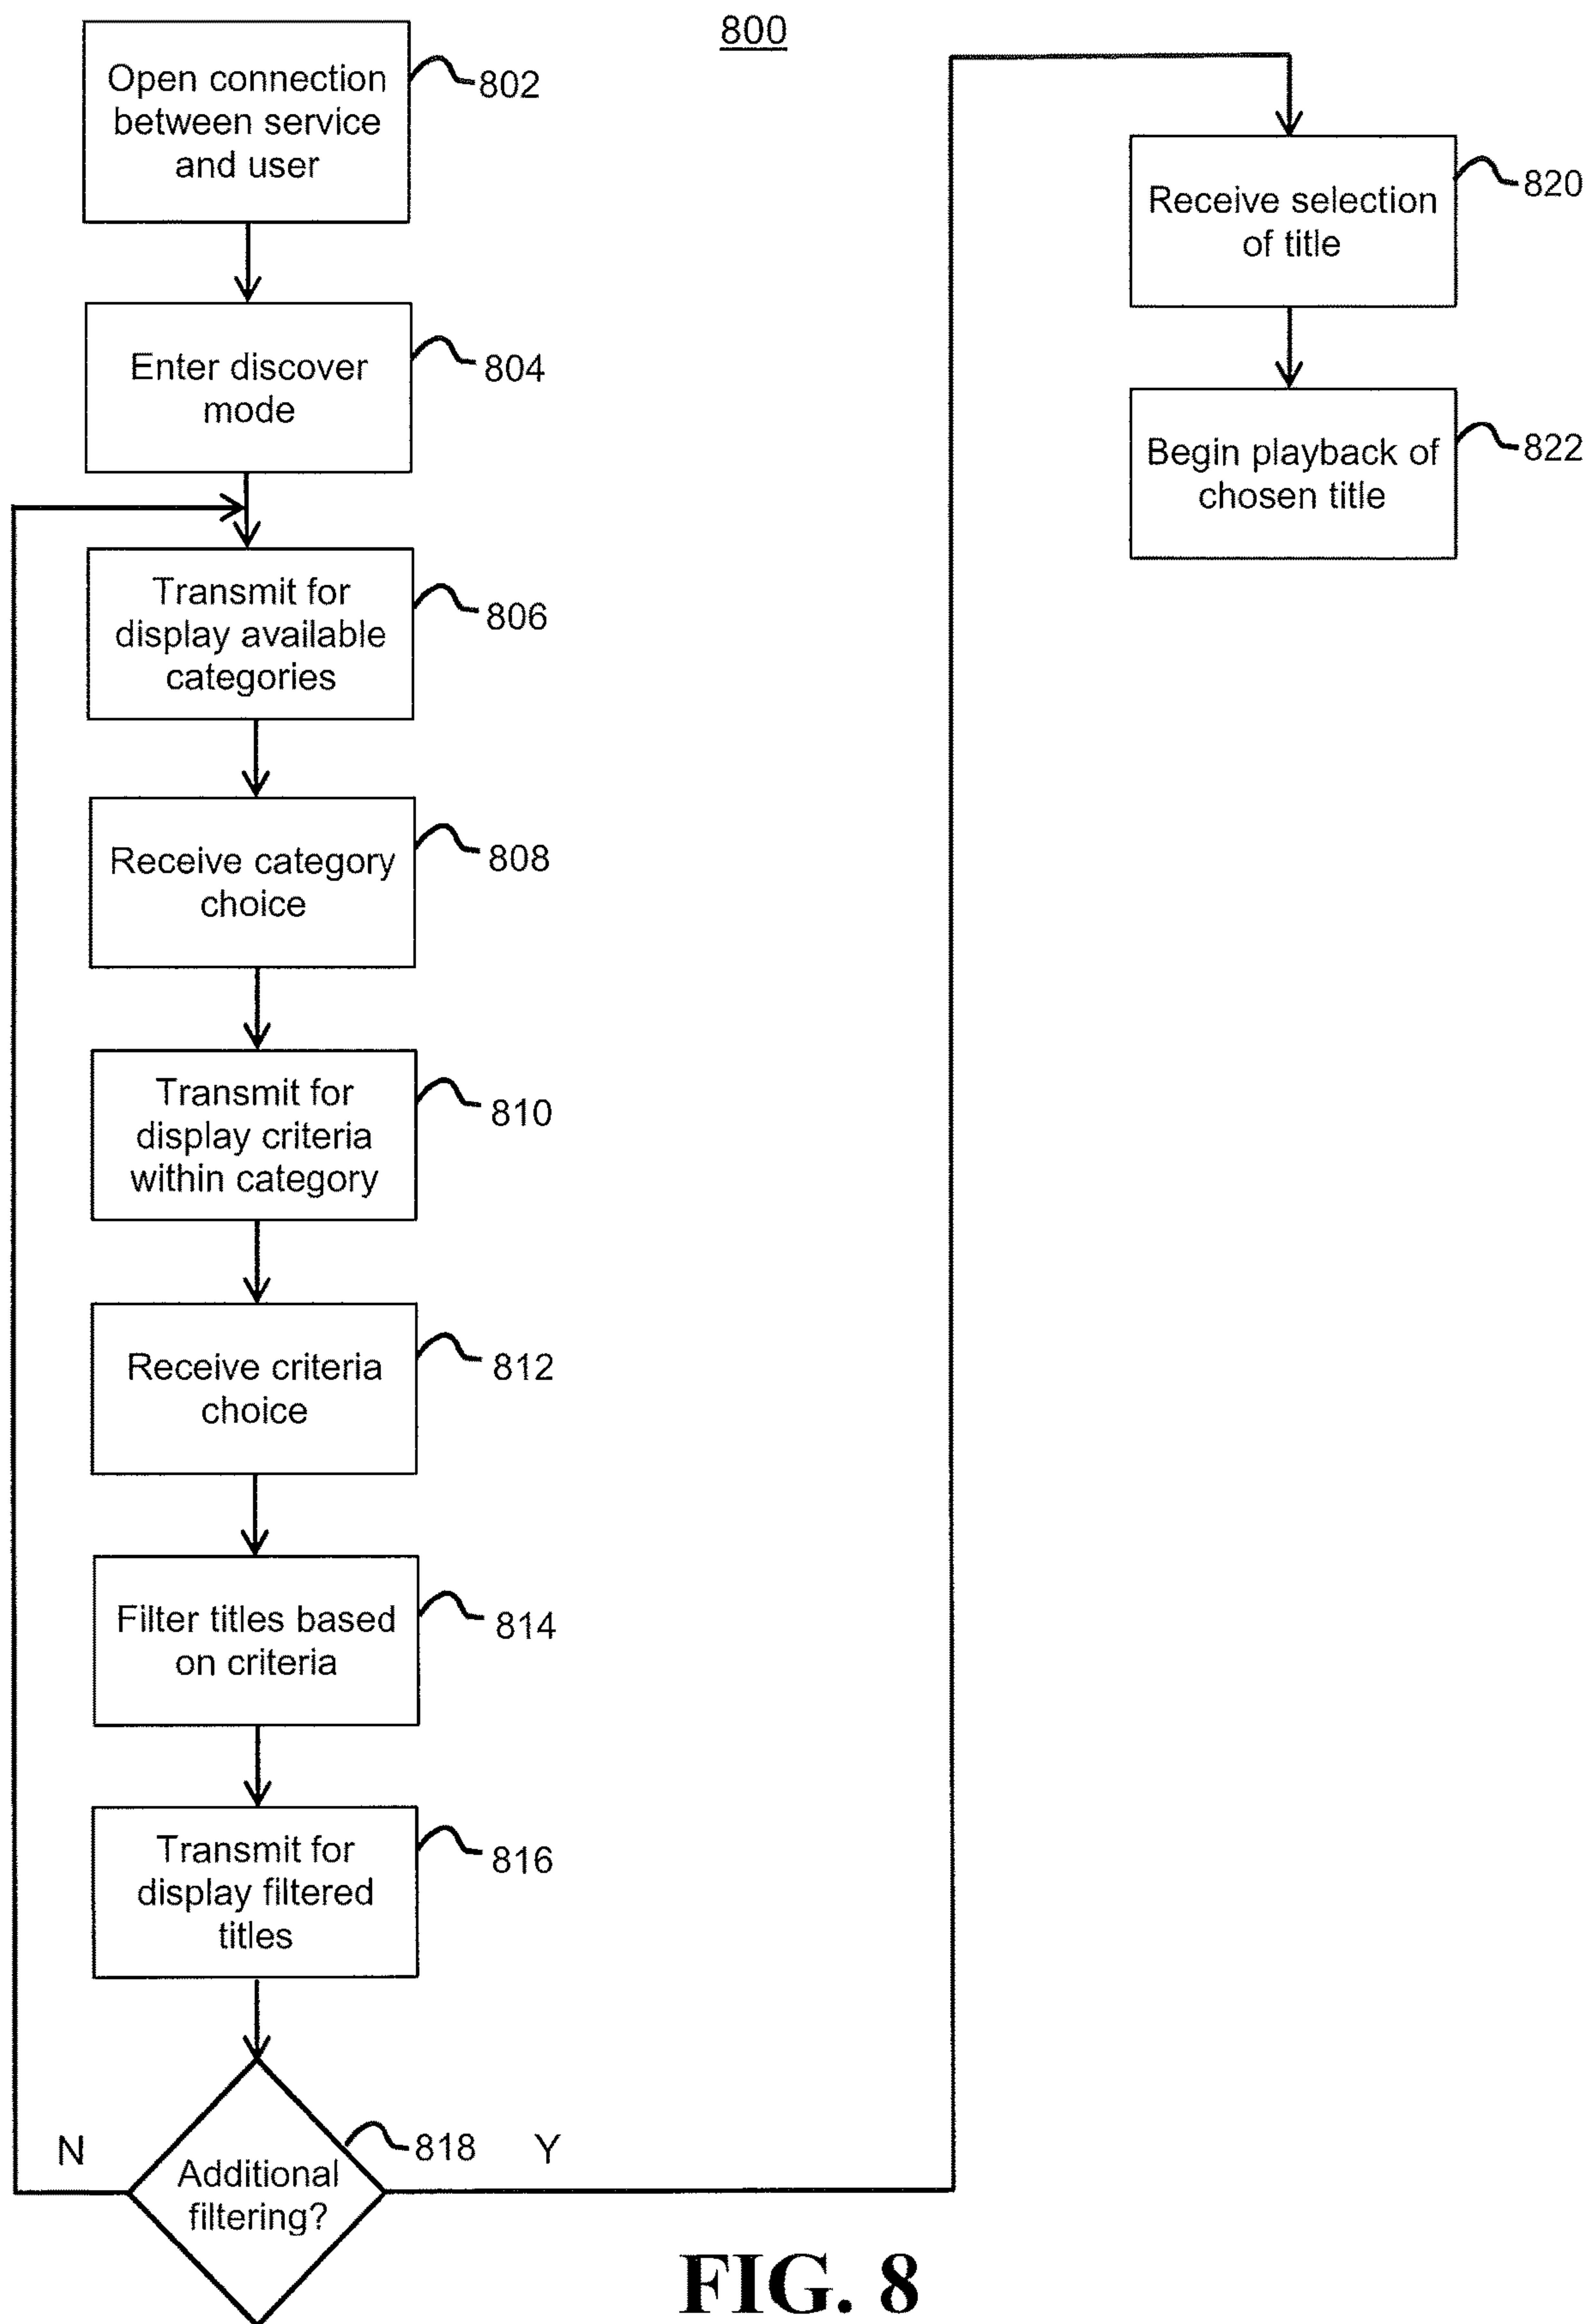 800
Open connection
between service
and user
802
Enter discover
mode
804
Transmit for
display available
categories
806
Receive category
choice
808
Transmit for
display criteria
within category
810
Receive criteria
choice
812
Filter titles based
on criteria
814
Transmit for
display filtered
titles
816
Additional
filtering?
818
N
Y
Receive selection
of title
820
Begin playback of
chosen title
822
FIG. 8